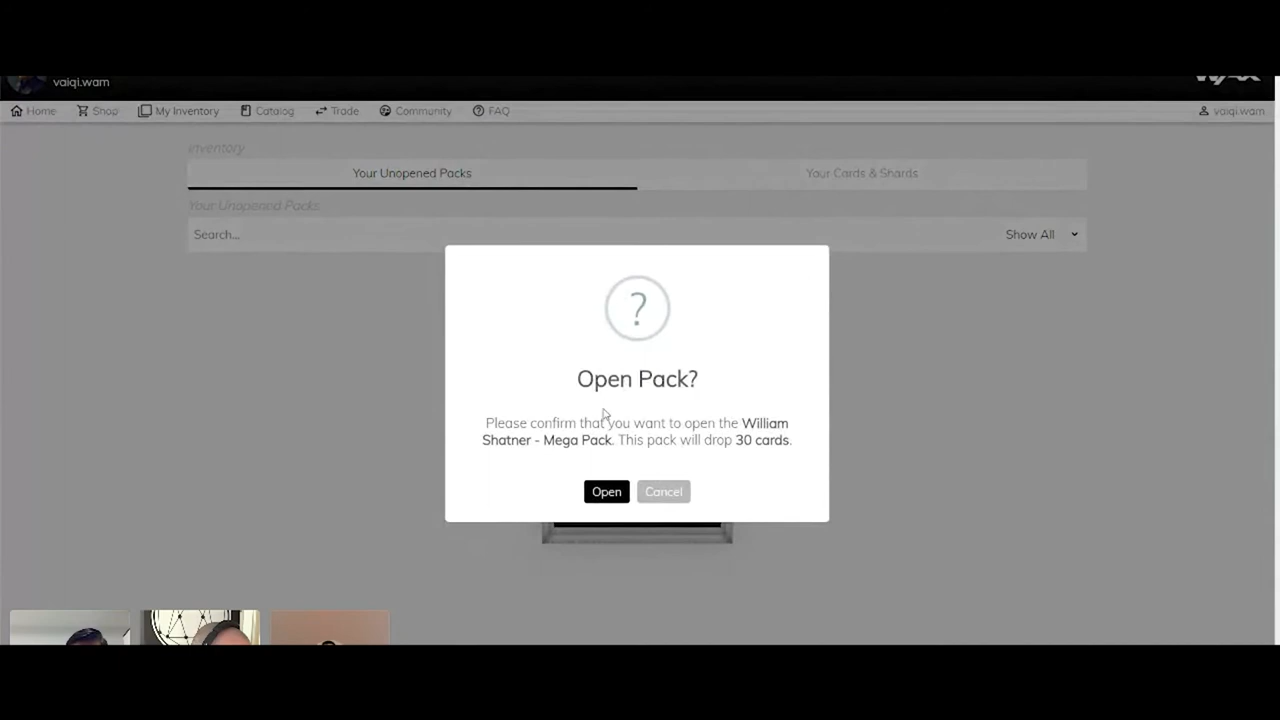 vaiqi.wam
Home Shop My Inventory Catalog Trade Community FAQ vaiqi.wam
Inventory
Your Unopened Packs Your Cards & Shards
Your Unopened Packs
Search... Show All
?
Open Pack?
Please confirm that you want to open the William
Shatner - Mega Pack. This pack will drop 30 cards.
Open Cancel